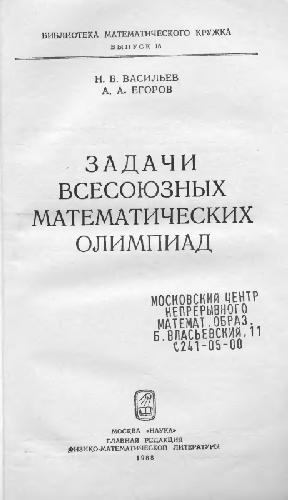 БИБЛИОТЕКА МАТЕМАТИЧЕСКОГО КРУЖКА
ВЫПУСК 18
Н. Б. ВАСИЛЬЕВ
А. А. ЕГОРОВ
ЗАДАЧИ
ВСЕСОЮЗНЫХ
МАТЕМАТИЧЕСКИХ
ОЛИМПИАД
МОСКОВСКИЙ ЦЕНТР
НЕПРЕРЫВНОГО
МАТЕМАТ. ОБРАЗ.
Б. ВЛАСЬЕВСКИЙ, 11
С241-05-00
МОСКВА «НАУКА»
ГЛАВНАЯ РЕДАКЦИЯ
ФИЗИКО-МАТЕМАТИЧЕСКОЙ ЛИТЕРАТУРЫ
1988